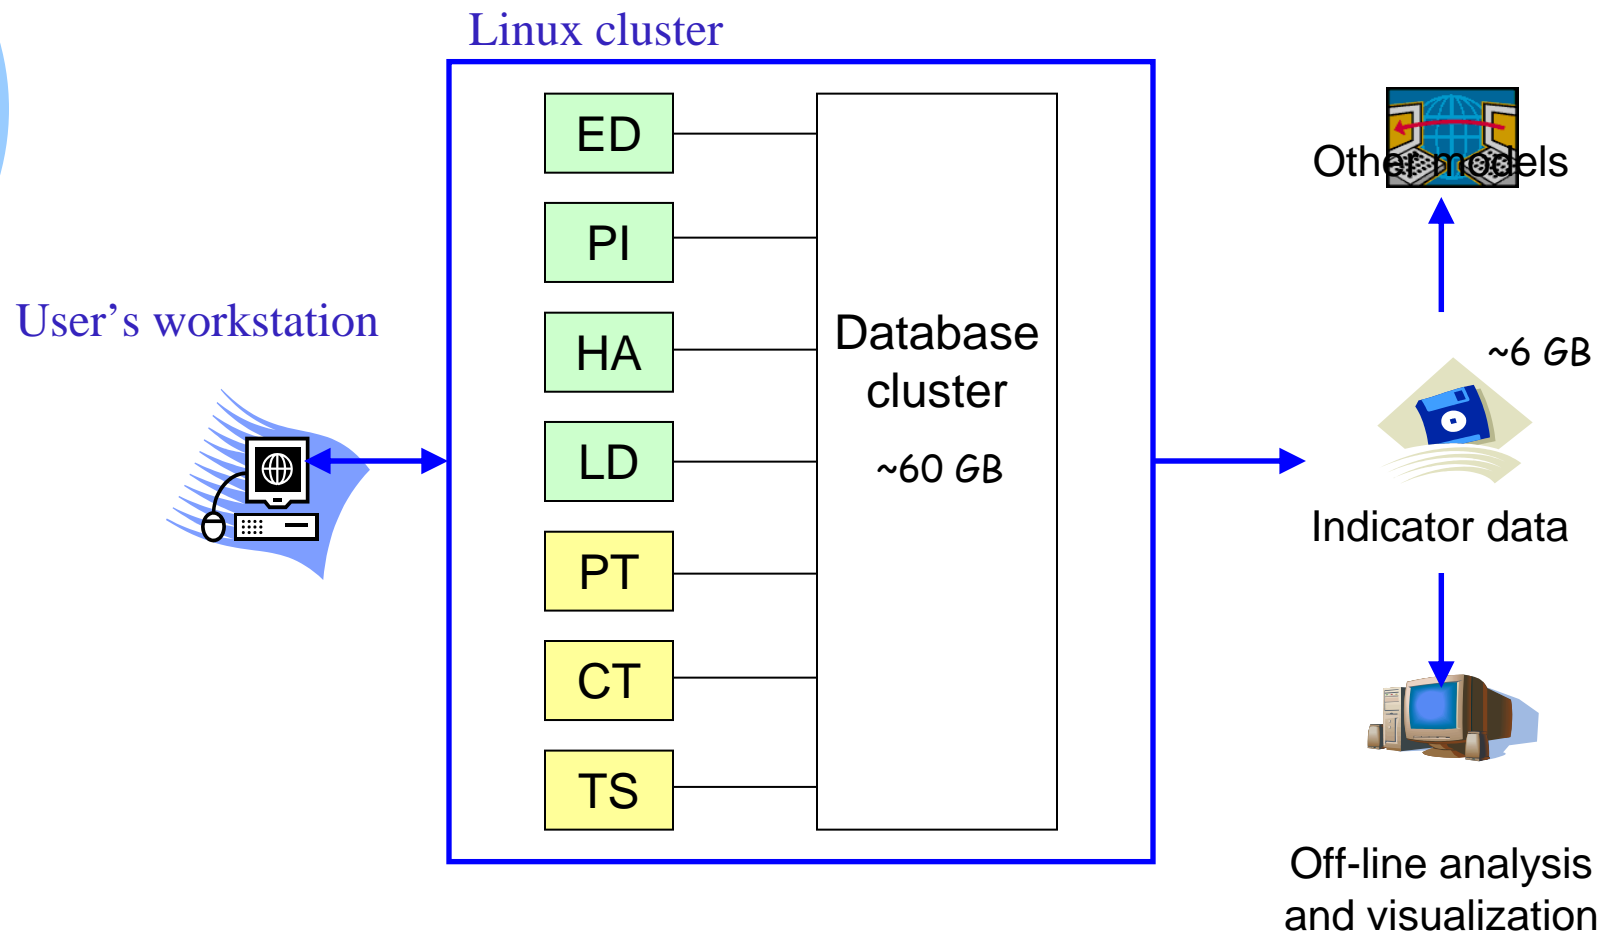 Linux cluster
User’s workstation
ED
PI
HA
LD
PT
CT
TS
Database
cluster
~60 GB
Other models
~6 GB
Indicator data
Off-line analysis
and visualization